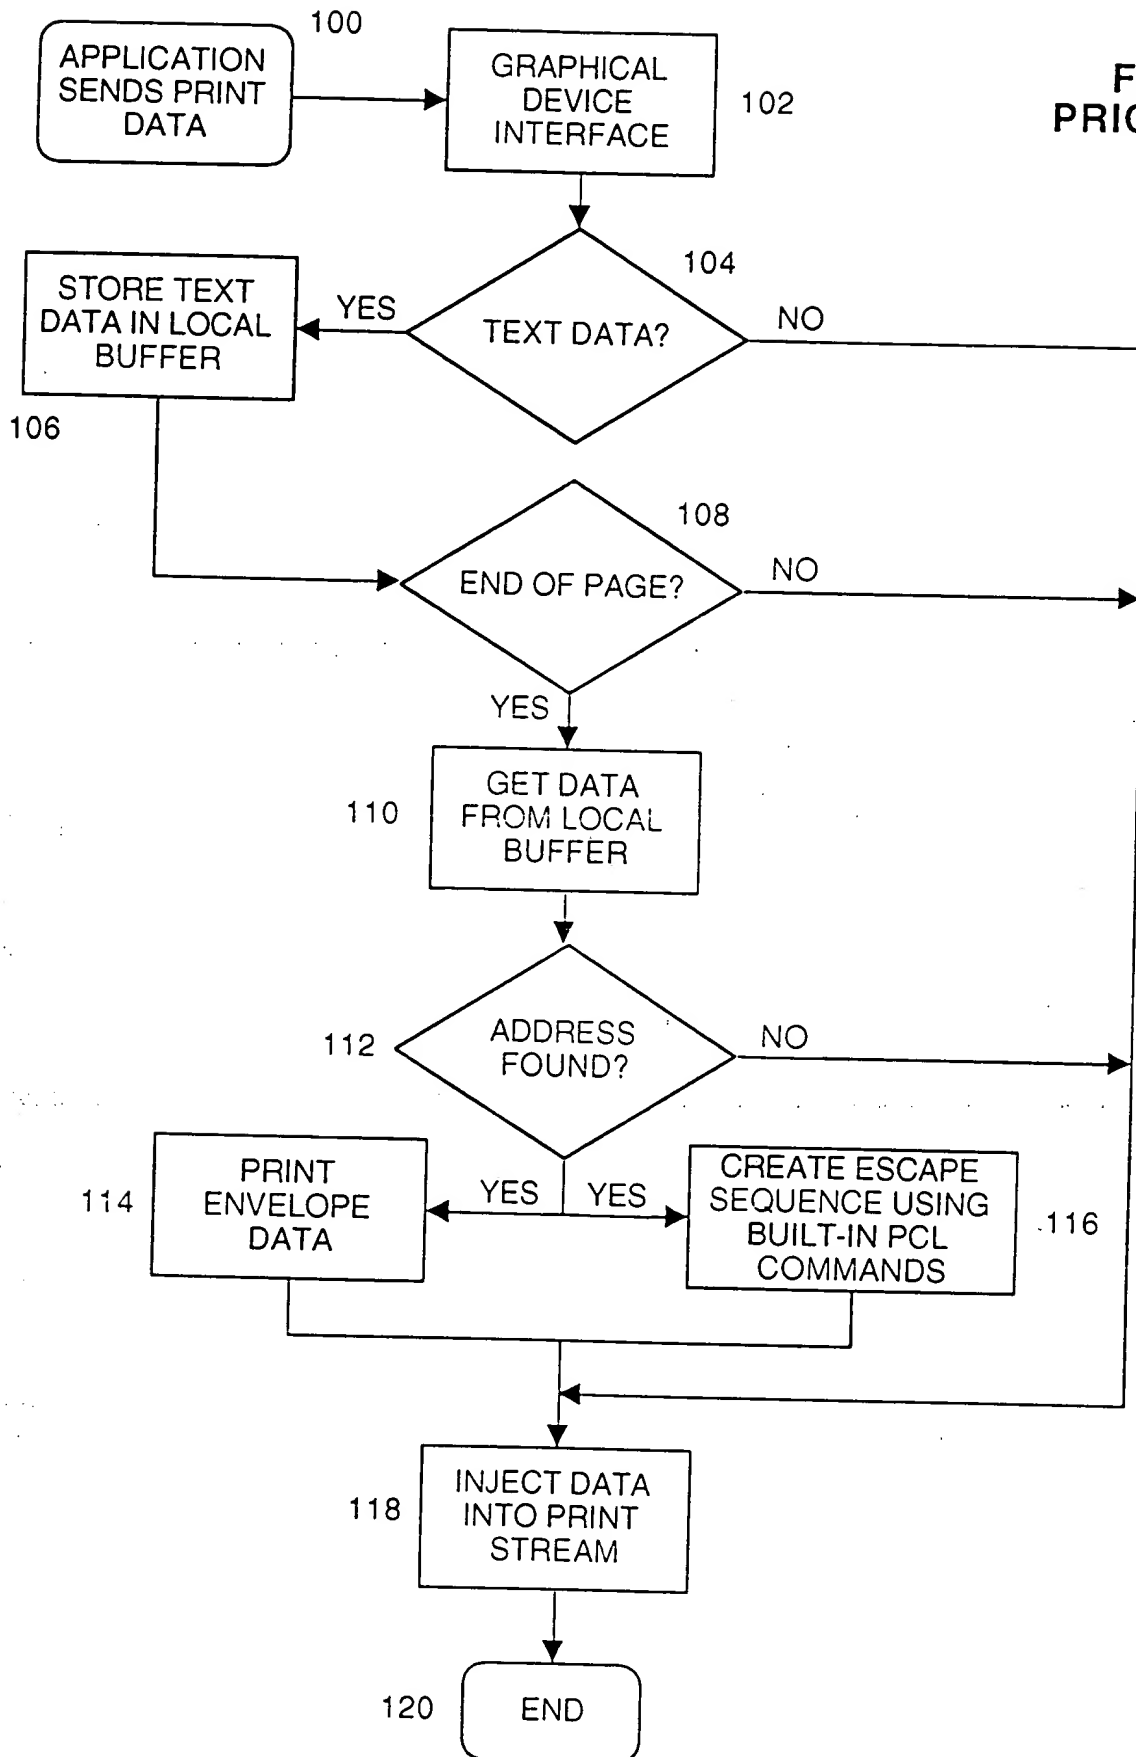 100
APPLICATION
SENDS PRINT
DATA
GRAPHICAL
DEVICE
INTERFACE
102
F
PRIO
104
STORE TEXT
DATA IN LOCAL
BUFFER
YES
TEXT DATA?
NO
106
108
END OF PAGE?
NO
YES
110
GET DATA
FROM LOCAL
BUFFER
112
ADDRESS
FOUND?
NO
114
PRINT
ENVELOPE
DATA
YES
YES
CREATE ESCAPE
SEQUENCE USING
BUILT-IN PCL
COMMANDS
116
118
INJECT DATA
INTO PRINT
STREAM
120
END